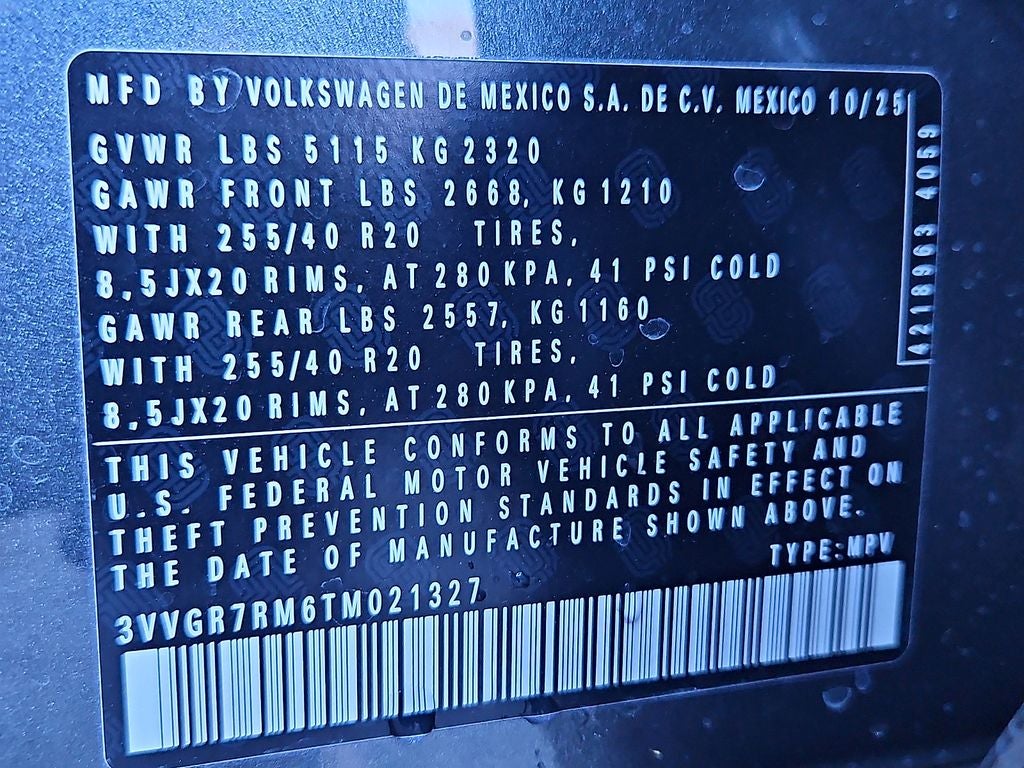 MFD BY VOLKSWAGEN DE MEXICO S.A. DE C.V. MEXICO 10/25
GVWR LBS 5115 KG 2320
GAWR FRONT LBS 2668, KG 1210
WITH 255/40 R20 TIRES,
8,5JX20 RIMS, AT 280 KPA, 41 PSI COLD
GAWR REAR LBS 2557, KG 1160
WITH 255/40 R20 TIRES,
8,5JX20 RIMS, AT 280 KPA, 41 PSI COLD
4218963 4059
THIS VEHICLE CONFORMS TO ALL APPLICABLE
U.S. FEDERAL MOTOR VEHICLE SAFETY AND
THEFT PREVENTION STANDARDS IN EFFECT ON
THE DATE OF MANUFACTURE SHOWN ABOVE.
TYPE:MPV
3VVGR7RM6TM021327